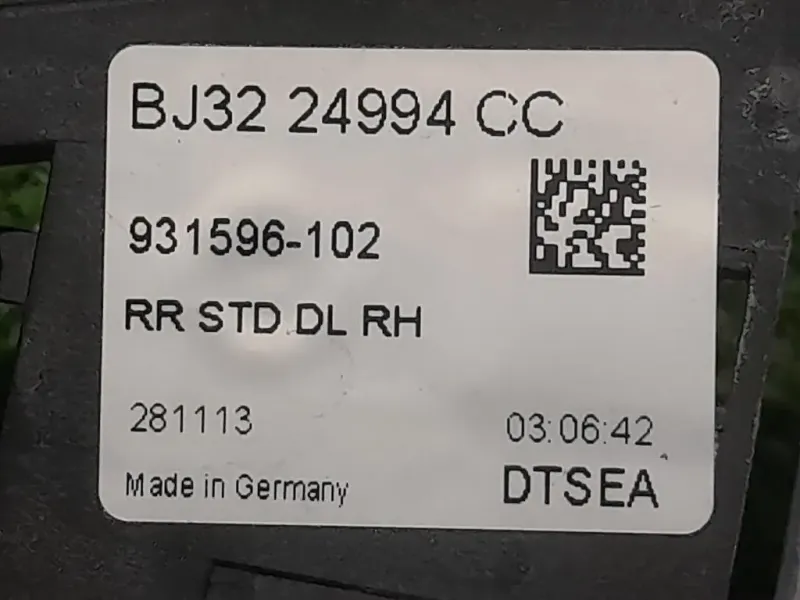 BJ32 24994 CC
931596-102
RR STD DL RH
281113 03:06:42
Made in Germany DTSEA